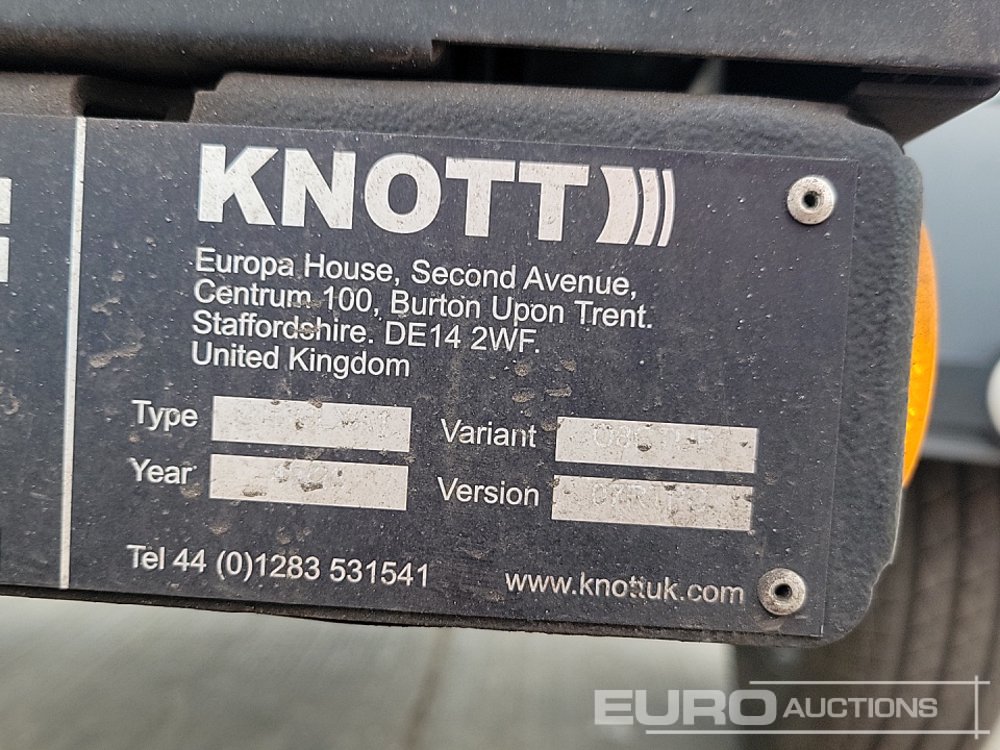 KNOTT
Europa House, Second Avenue,
Centrum 100, Burton Upon Trent.
Staffordshire. DE14 2WF.
United Kingdom
Type
Variant
Year
Version
Tel 44 (0)1283 531541
www.knottuk.com
EURO AUCTIONS